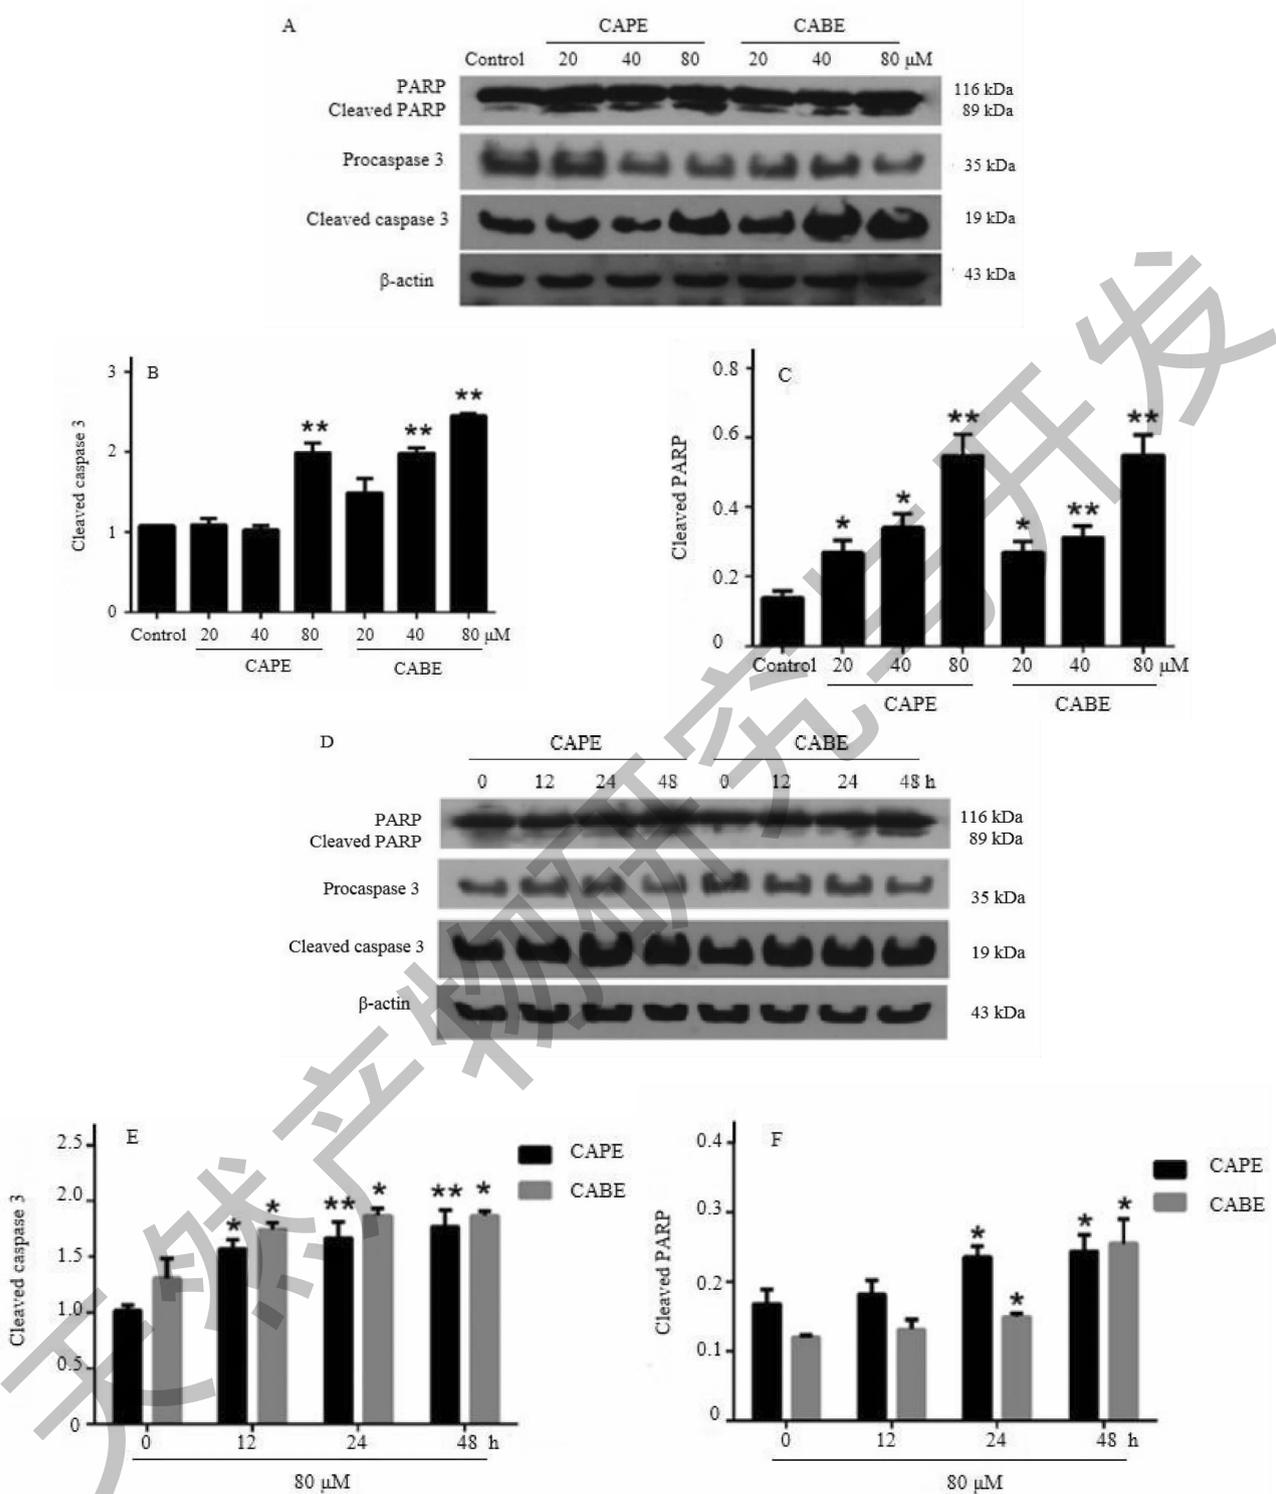 A
CAPE CABE
Control 20 40 80 20 40 80 μM
PARP 116 kDa
Cleaved PARP 89 kDa
Procaspase 3 35 kDa
Cleaved caspase 3 19 kDa
β-actin 43 kDa
B
Cleaved caspase 3
3
** ** **
2
1
0
Control 20 40 80 20 40 80 μM
CAPE CABE
C
Cleaved PARP
0.8
0.6
0.4
0.2
0
* * ** * ** **
Control 20 40 80 20 40 80 μM
CAPE CABE
D
CAPE CABE
0 12 24 48 0 12 24 48 h
PARP 116 kDa
Cleaved PARP 89 kDa
Procaspase 3 35 kDa
Cleaved caspase 3 19 kDa
β-actin 43 kDa
E
Cleaved caspase 3
2.5
2.0
1.5
1.0
0.5
0
* * ** * ** *
CAPE
CABE
0 12 24 48 h
80 μM
F
Cleaved PARP
0.4
0.3
0.2
0.1
0
* * * *
CAPE
CABE
0 12 24 48 h
80 μM
天然产物研究与开发